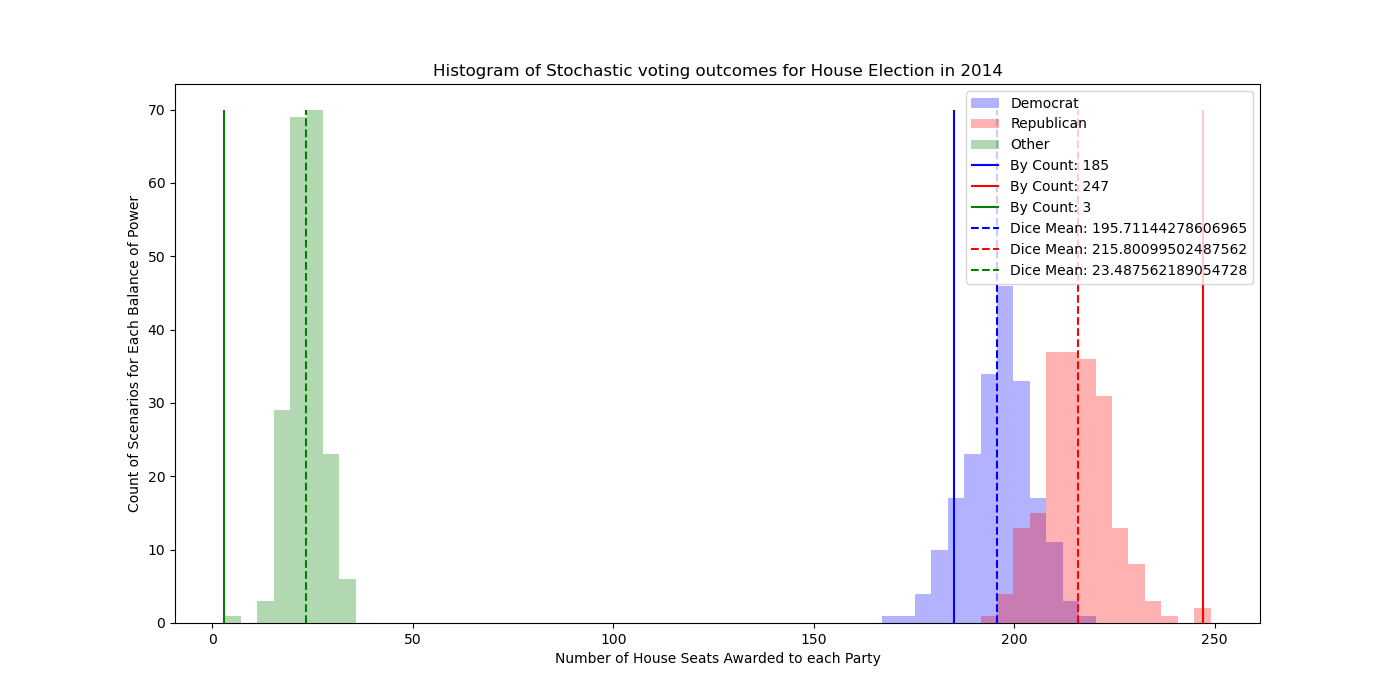 Histogram of Stochastic voting outcomes for House Election in 2014
Count of Scenarios for Each Balance of Power
70
60
50
40
30
20
10
0
Democrat
Republican
Other
By Count: 185
By Count: 247
By Count: 3
Dice Mean: 195.71144278606965
Dice Mean: 215.80099502487562
Dice Mean: 23.487562189054728
0 50 100 150 200 250
Number of House Seats Awarded to each Party